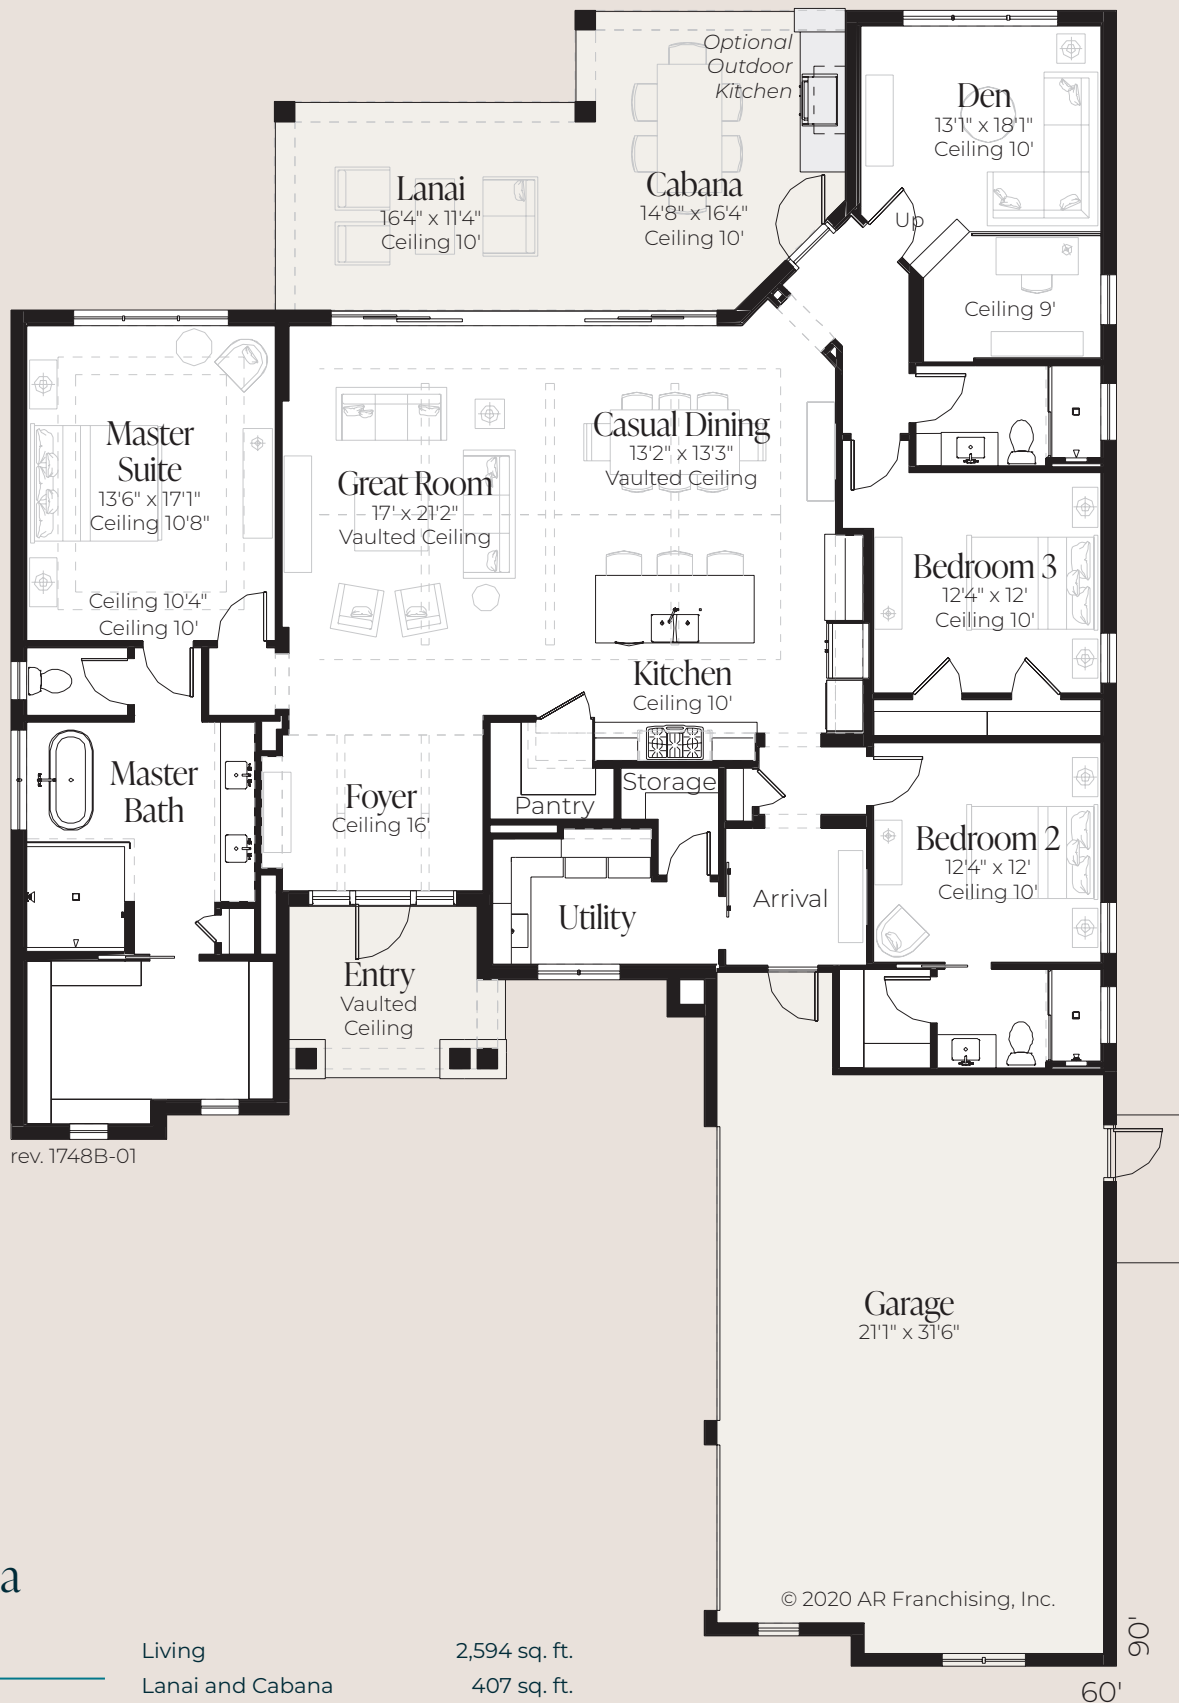 Optional
Outdoor
Kitchen
Den
13'1" x 18'1"
Ceiling 10'
Lanai
16'4" x 11'4"
Ceiling 10'
Cabana
14'8" x 16'4"
Ceiling 10'
Up
Ceiling 9'
Master
Suite
13'6" x 17'1"
Ceiling 10'8"
Ceiling 10'4"
Ceiling 10'
Great Room
17' x 21'2"
Vaulted Ceiling
Casual Dining
13'2" x 13'3"
Vaulted Ceiling
Bedroom 3
12'4" x 12'
Ceiling 10'
Kitchen
Ceiling 10'
Master
Bath
Foyer
Ceiling 16'
Pantry
Storage
Bedroom 2
12'4" x 12'
Ceiling 10'
Arrival
Utility
Entry
Vaulted
Ceiling
rev. 1748B-01
Garage
21'1" x 31'6"
© 2020 AR Franchising, Inc.
90'
60'
a
Living 2,594 sq. ft.
Lanai and Cabana 407 sq. ft.